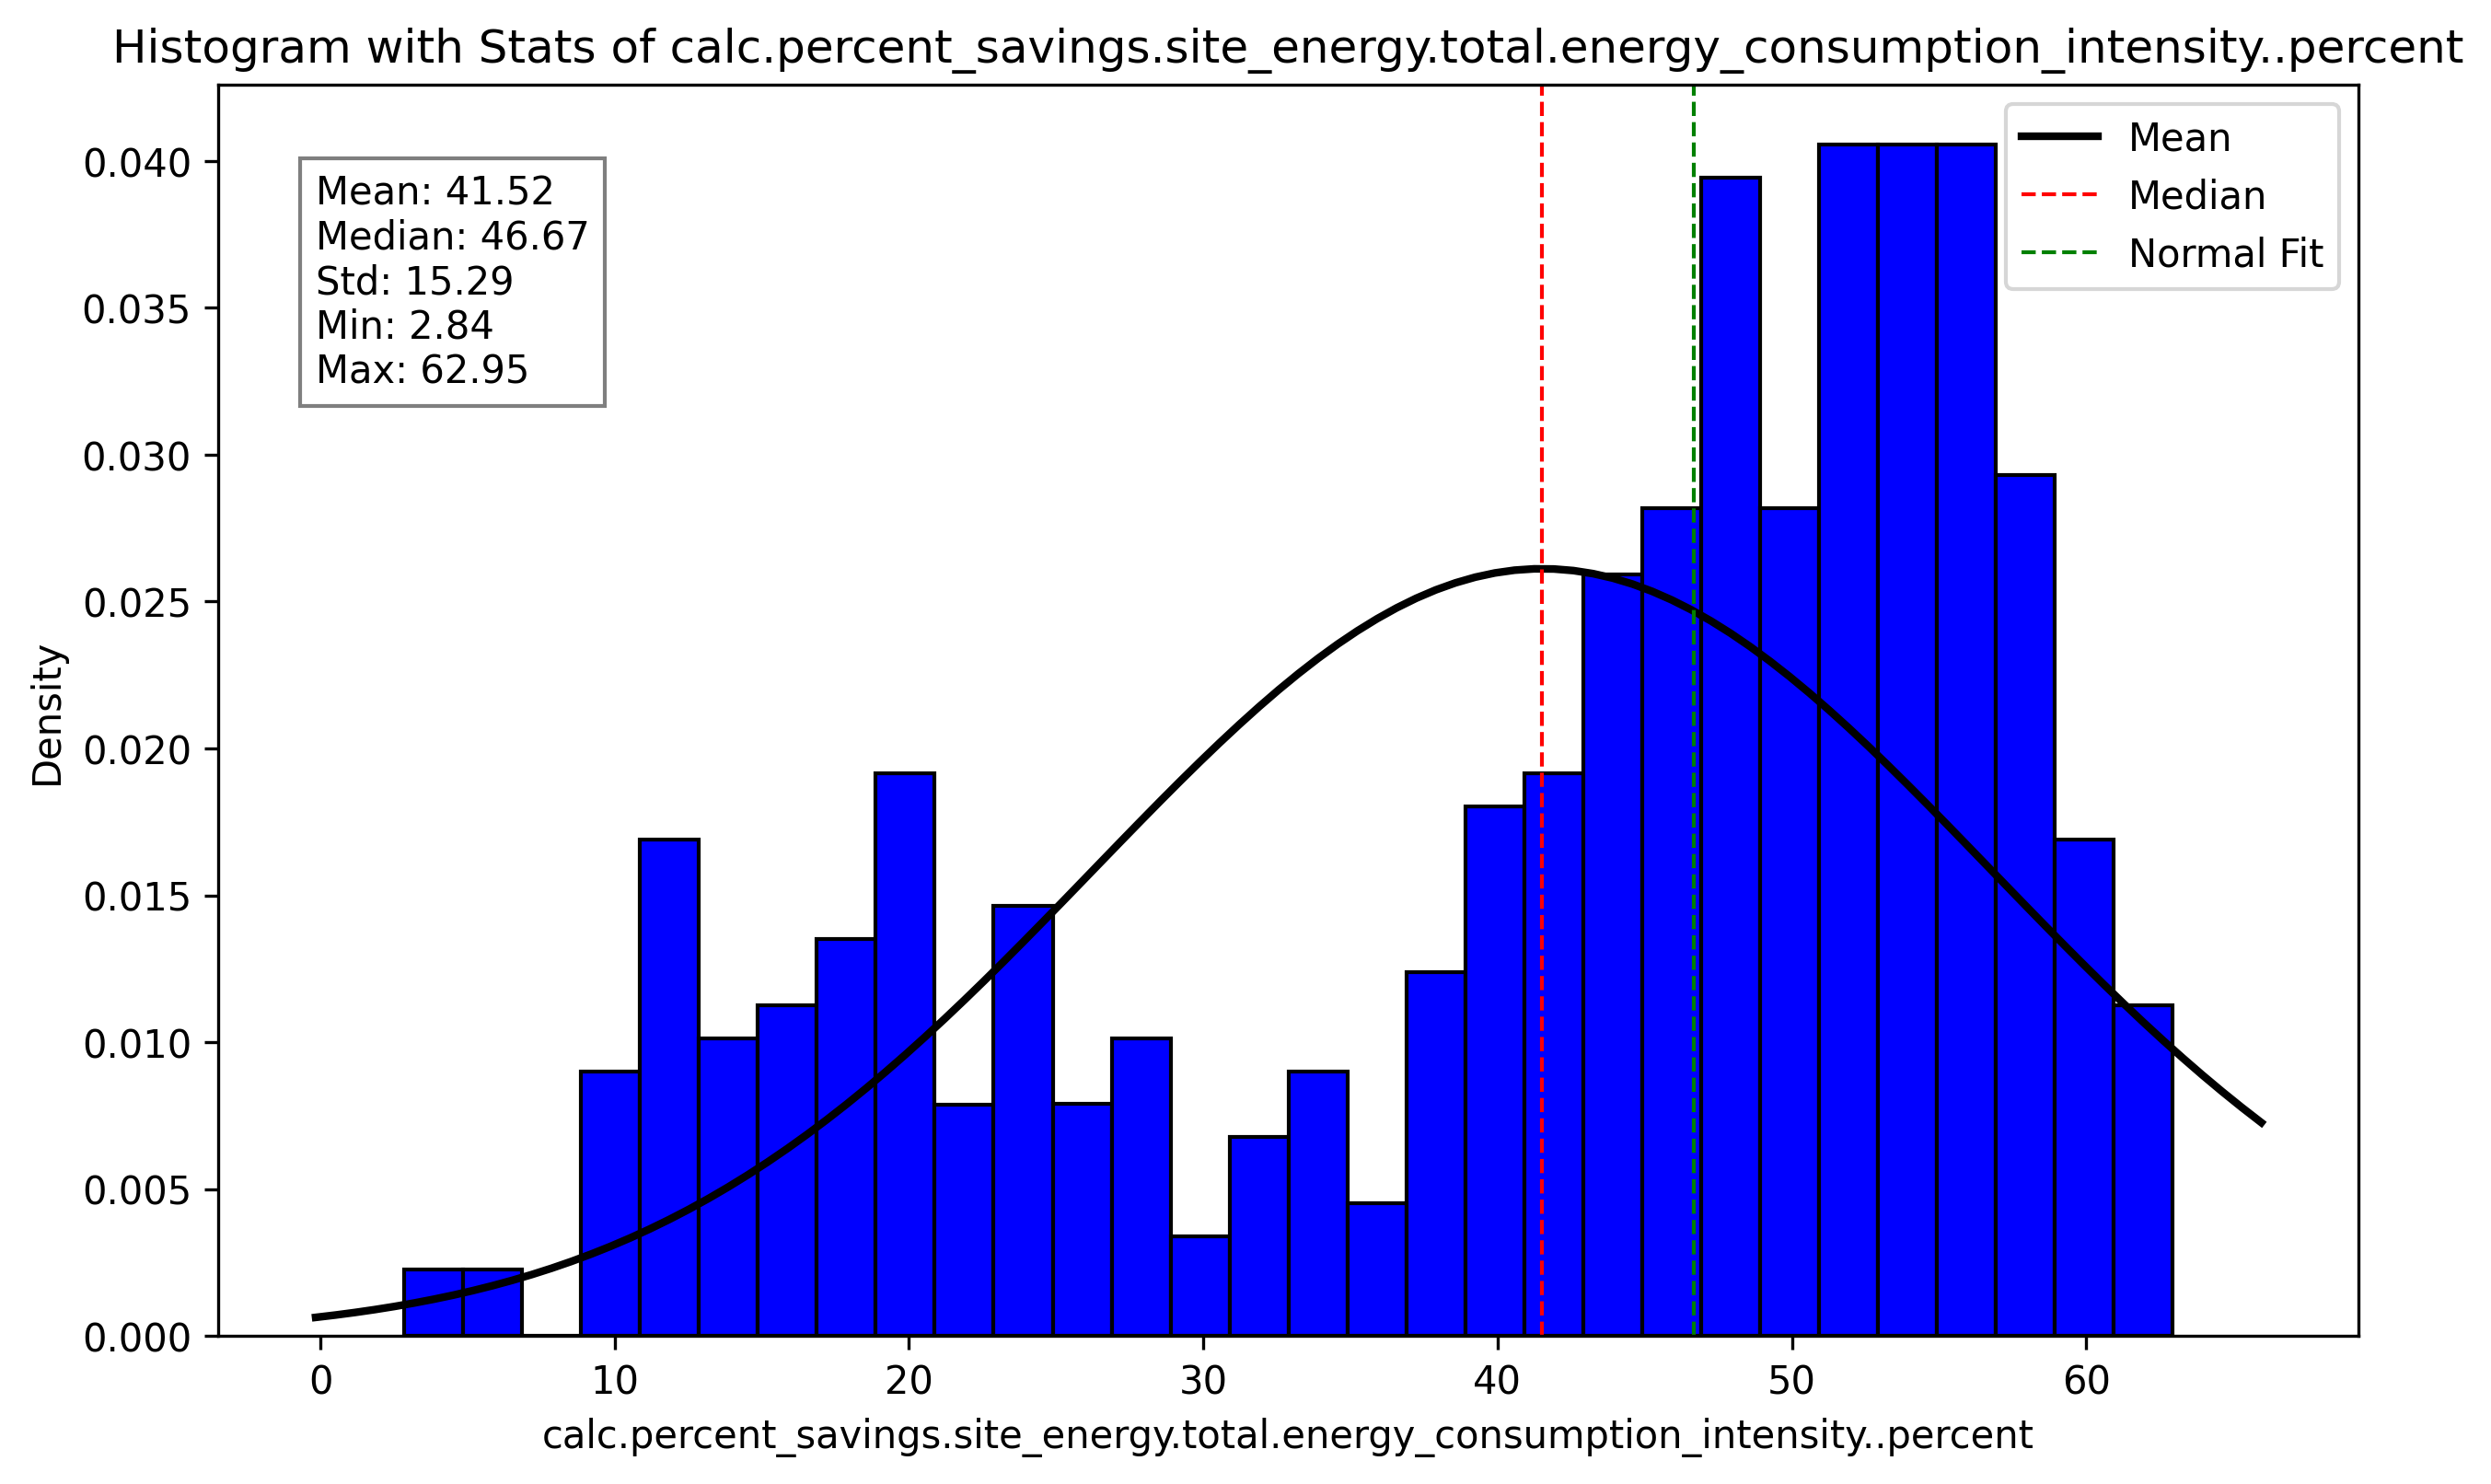 Histogram with Stats of calc.percent_savings.site_energy.total.energy_consumption_intensity..percent
Mean: 41.52
Median: 46.67
Std: 15.29
Min: 2.84
Max: 62.95
Mean
Median
Normal Fit
0.040
0.035
0.030
0.025
0.020
0.015
0.010
0.005
0.000
Density
0 10 20 30 40 50 60
calc.percent_savings.site_energy.total.energy_consumption_intensity..percent